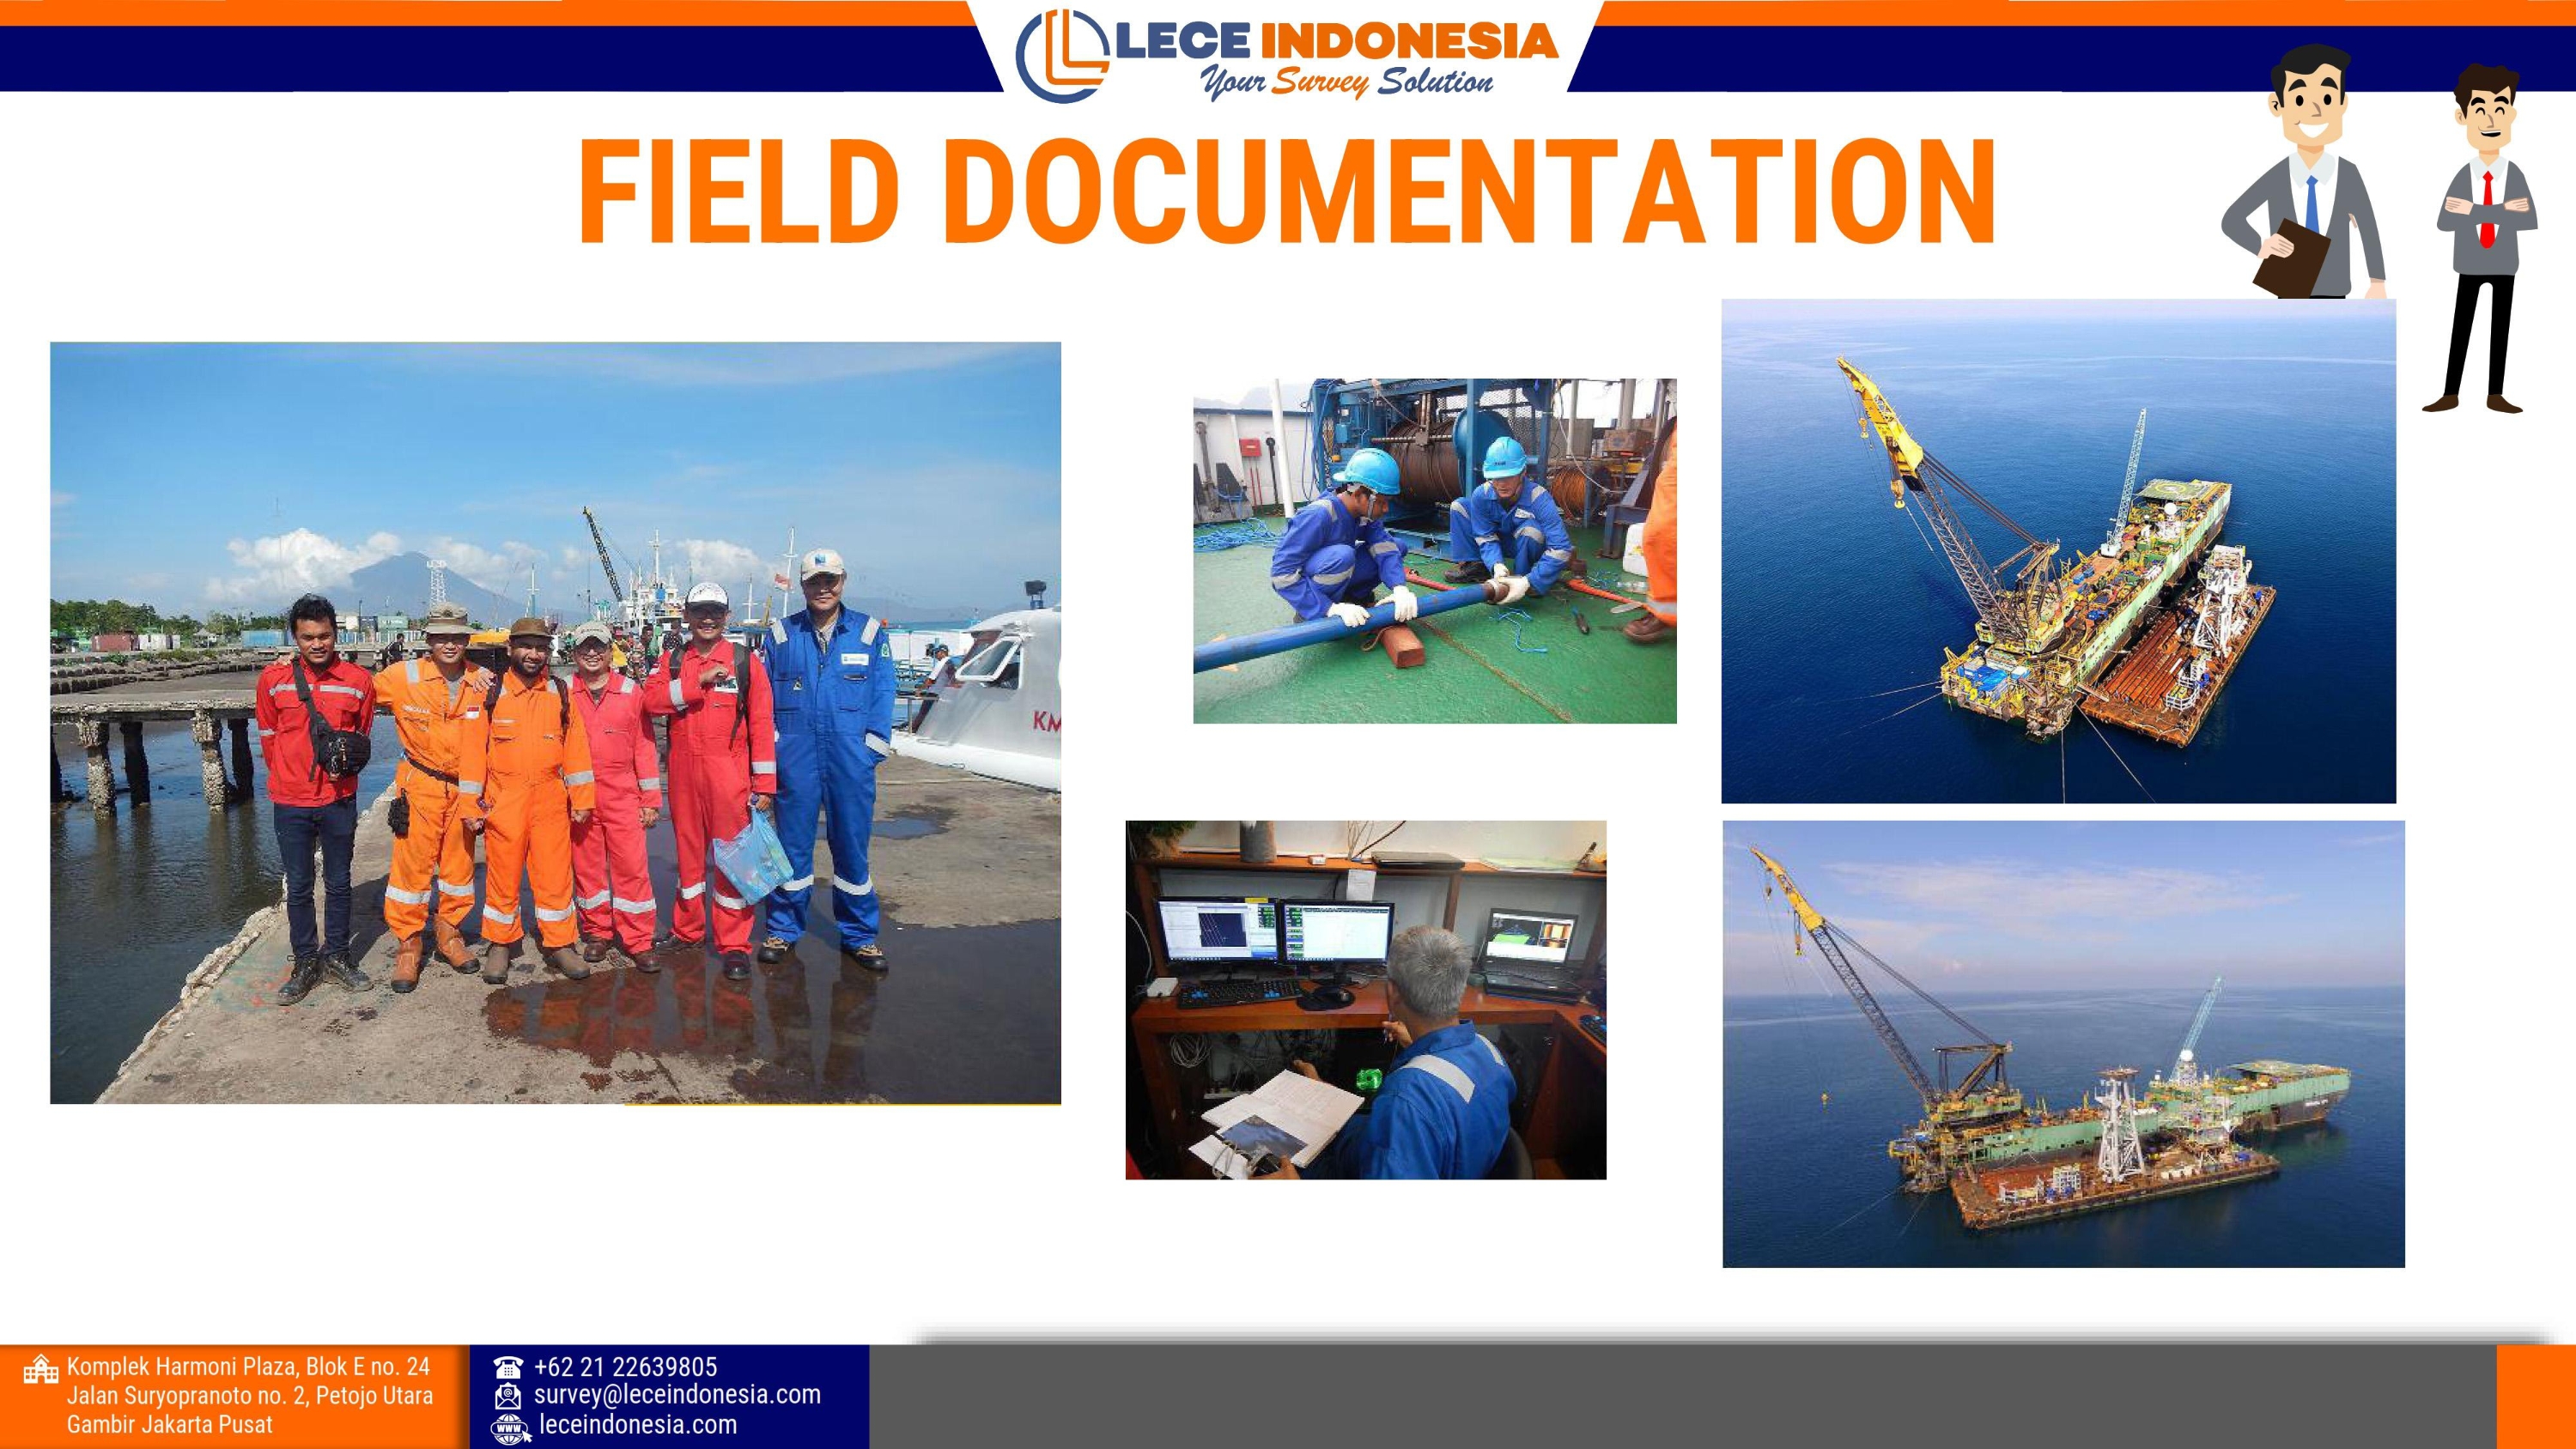 LECE INDONESIA
Your Survey Solution
FIELD DOCUMENTATION
KM
Komplek Harmoni Plaza, Blok E no. 24
Jalan Suryopranoto no. 2, Petojo Utara
Gambir Jakarta Pusat
+62 21 22639805
survey@leceindonesia.com
www
leceindonesia.com